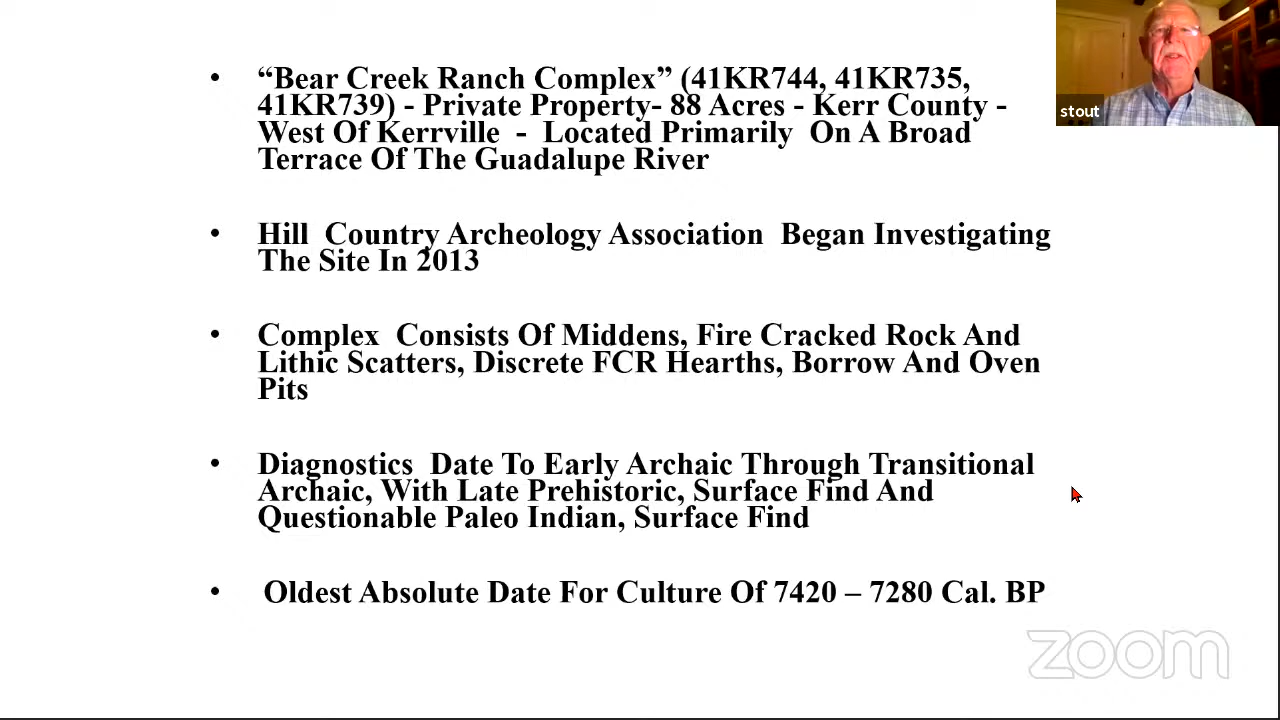 • “Bear Creek Ranch Complex” (41KR744, 41KR735,
41KR739) - Private Property- 88 Acres - Kerr County -
West Of Kerrville - Located Primarily On A Broad
Terrace Of The Guadalupe River
• Hill Country Archeology Association Began Investigating
The Site In 2013
• Complex Consists Of Middens, Fire Cracked Rock And
Lithic Scatters, Discrete FCR Hearths, Borrow And Oven
Pits
• Diagnostics Date To Early Archaic Through Transitional
Archaic, With Late Prehistoric, Surface Find And
Questionable Paleo Indian, Surface Find
• Oldest Absolute Date For Culture Of 7420 – 7280 Cal. BP
stout
zoom